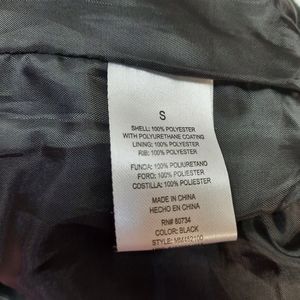 S
SHELL: 100% POLYESTER
WITH POLYURETHANE COATING
LINING: 100% POLYESTER
RIB: 100% POLYESTER
FUNDA: 100% POLIURETANO
FORO: 100% POLIESTER
COSTILLA: 100% POLIESTER
MADE IN CHINA
HECHO EN CHINA
RN# 80734
COLOR: BLACK
STYLE: